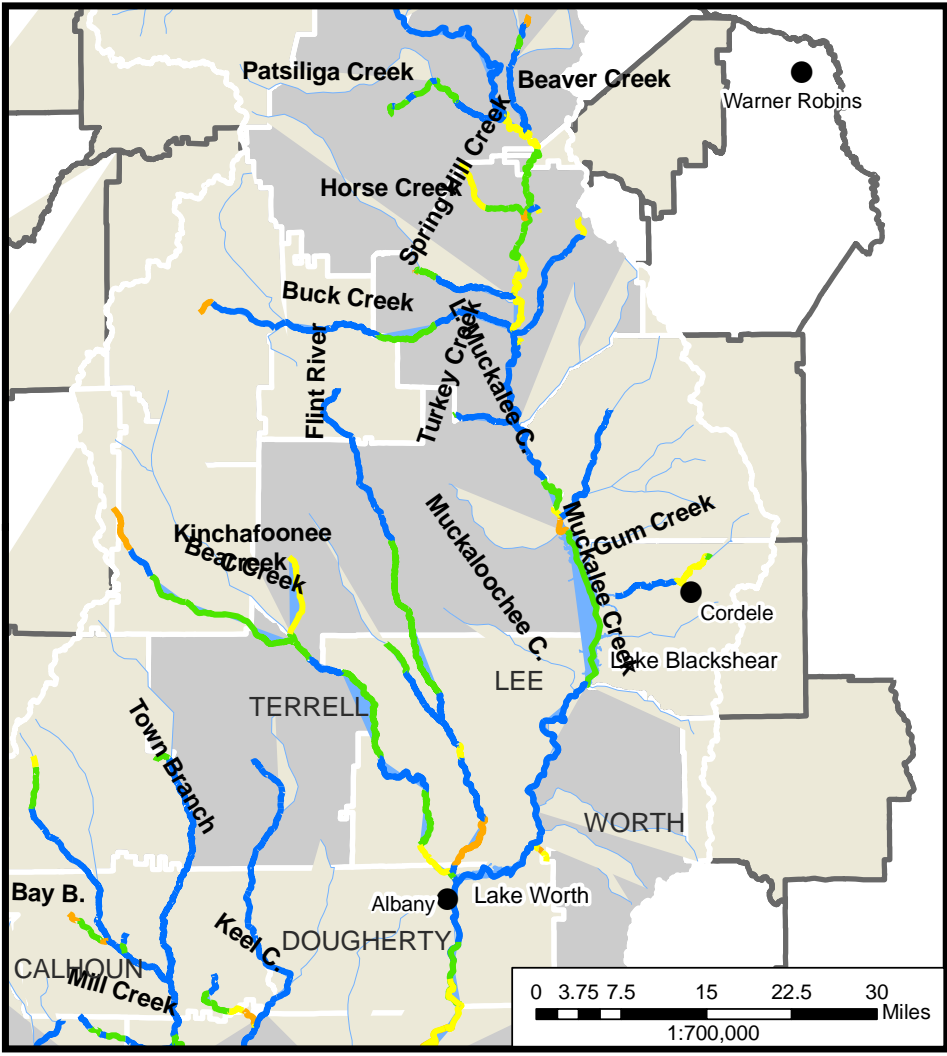 Patsiliga Creek
Beaver Creek
Warner Robins
Spring Hill Creek
Horse Creek
Buck Creek
Flint River
Turkey Creek
L. Muckalee C.
Muckaloochee C.
Muckalee Creek
Gum Creek
Kinchafoonee
Creek
Bear Creek
Cordele
Lake Blackshear
LEE
TERRELL
Town Branch
WORTH
Bay B.
Albany
Lake Worth
Keel C.
DOUGHERTY
CALHOUN
Mill Creek
0 3.75 7.5 15 22.5 30
Miles
1:700,000